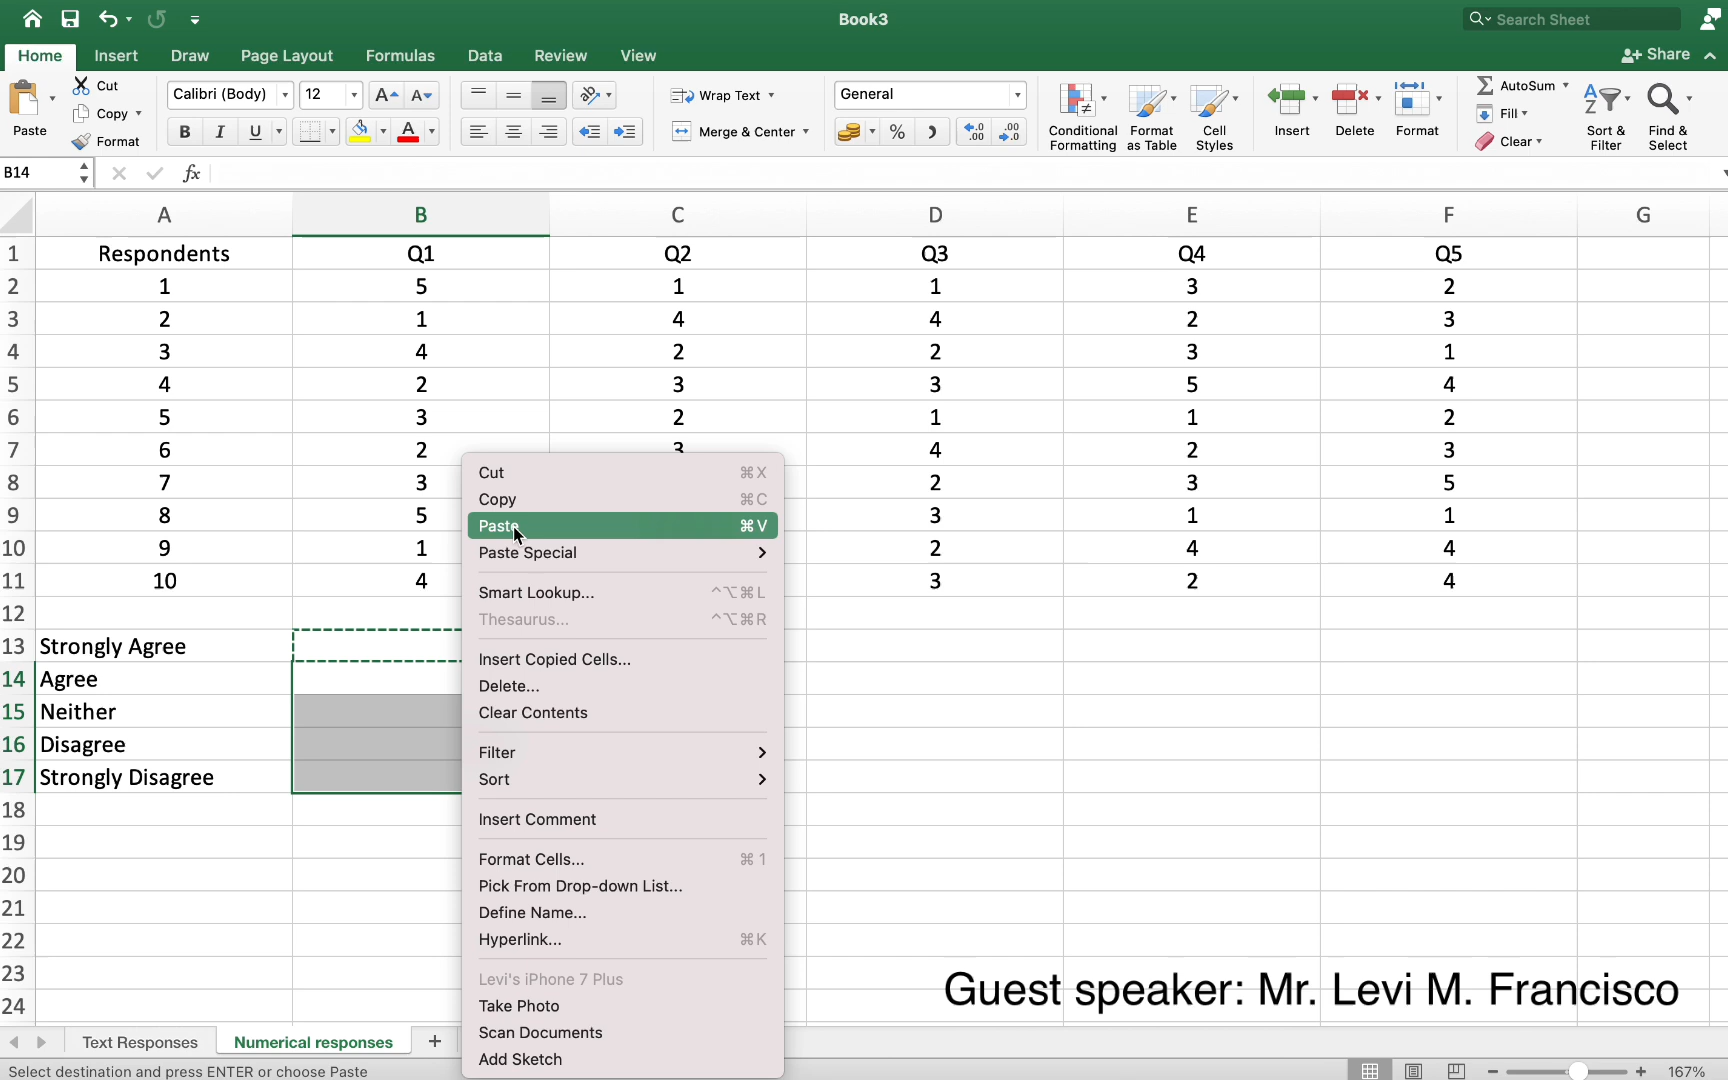 Book3
Search Sheet
Home Insert Draw Page Layout Formulas Data Review View Share
Paste Cut Copy Format
Calibri (Body) 12
B I U A
Wrap Text
Merge & Center
General
%
Conditional Formatting
Format as Table
Cell Styles
Insert Delete Format
AutoSum
Fill
Clear
Sort & Filter
Find & Select
B14 fx
A B C D E F G
1 Respondents Q1 Q2 Q3 Q4 Q5
2 1 5 1 1 3 2
3 2 1 4 4 2 3
4 3 4 2 2 3 1
5 4 2 3 3 5 4
6 5 3 2 1 1 2
7 6 2 3 4 2 3
8 7 3 2 3 5
9 8 5 3 1 1
10 9 1 2 4 4
11 10 4 3 2 4
12
13 Strongly Agree
14 Agree
15 Neither
16 Disagree
17 Strongly Disagree
18
19
20
21
22
23
24
Cut ⌘X
Copy ⌘C
Paste ⌘V
Paste Special
Smart Lookup... ^⌥⌘L
Thesaurus... ^⌥⌘R
Insert Copied Cells...
Delete...
Clear Contents
Filter
Sort
Insert Comment
Format Cells... ⌘1
Pick From Drop-down List...
Define Name...
Hyperlink... ⌘K
Levi's iPhone 7 Plus
Take Photo
Scan Documents
Add Sketch
Guest speaker: Mr. Levi M. Francisco
Text Responses Numerical responses +
Select destination and press ENTER or choose Paste
167%